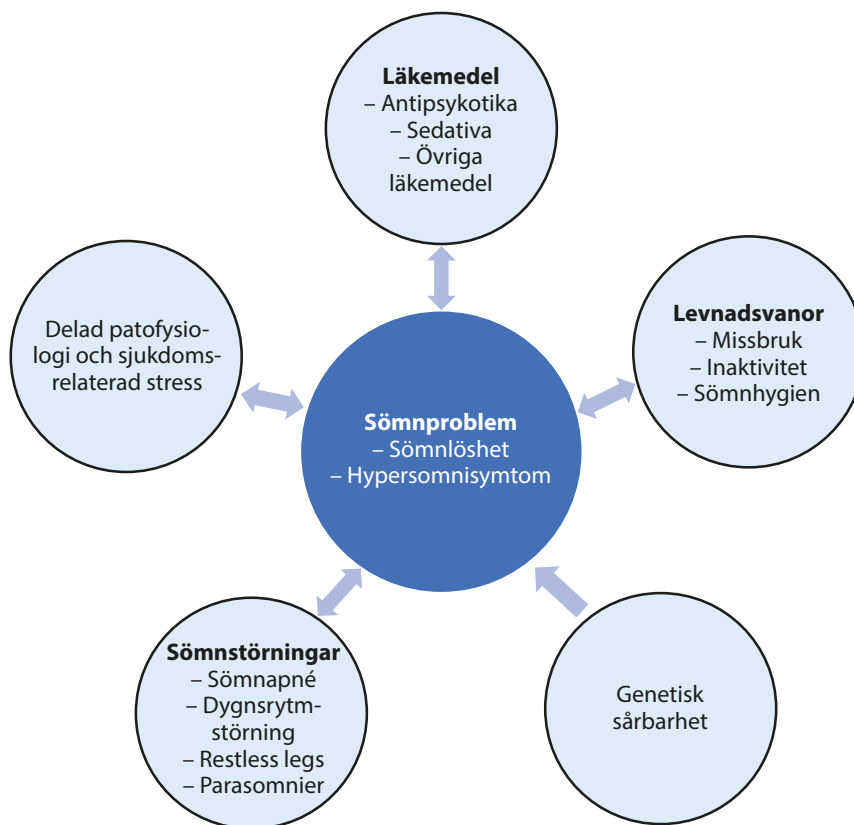 Läkemedel
– Antipsykotika
– Sedativa
– Övriga
läkemedel
Delad patofysio-
logi och sjukdoms-
relaterad stress
Levnadsvanor
– Missbruk
– Inaktivitet
– Sömnhygien
Sömnproblem
– Sömnlöshet
– Hypersomnisymtom
Sömnstörningar
– Sömnapné
– Dygnsrytm-
störning
– Restless legs
– Parasomnier
Genetisk
sårbarhet